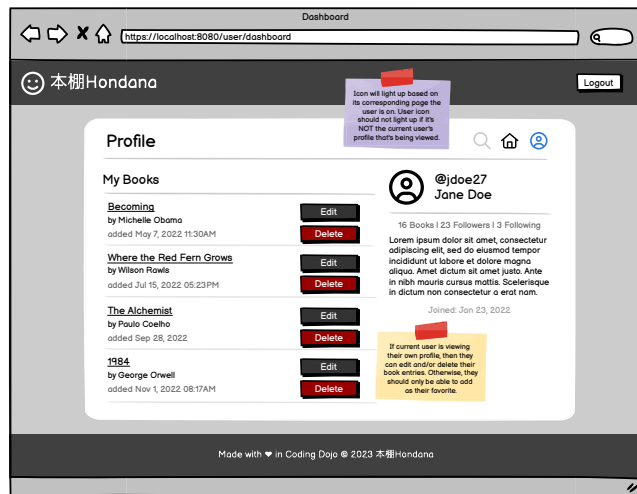 Dashboard
https://localhost:8080/user/dashboard
本棚Hondana
Logout
Icon will light up based on
its corresponding page the
user is on. User icon
should not light up if it's
NOT the current user's
profile that's being viewed.
Profile
My Books
Becoming
by Michelle Obama
added May 7, 2022 11:30AM
Edit
Delete
Where the Red Fern Grows
by Wilson Rawls
added Jul 15, 2022 05:23PM
Edit
Delete
The Alchemist
by Paulo Coelho
added Sep 28, 2022
Edit
Delete
1984
by George Orwell
added Nov 1, 2022 08:17AM
Edit
Delete
@jdoe27
Jane Doe
16 Books | 23 Followers | 3 Following
Lorem ipsum dolor sit amet, consectetur
adipiscing elit, sed do eiusmod tempor
incididunt ut labore et dolore magna
aliqua. Amet dictum sit amet justo. Ante
in nibh mauris cursus mattis. Scelerisque
in dictum non consectetur a erat nam.
Joined: Jan 23, 2022
If current user is viewing
their own profile, then they
can edit and/or delete their
book entries. Otherwise, they
should only be able to add
as their favorite.
Made with ❤ in Coding Dojo © 2023 本棚Hondana